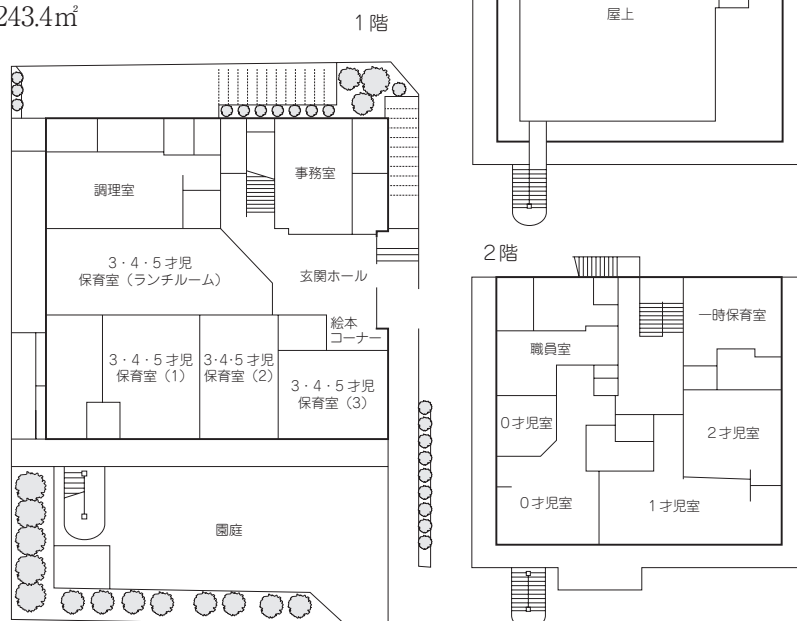 243.4㎡
1階
事務室
調理室
3・4・5才児
保育室（ランチルーム）
玄関ホール
絵本
コーナー
3・4・5才児
保育室（1）
3・4・5才児
保育室（2）
3・4・5才児
保育室（3）
園庭
屋上
2階
一時保育室
職員室
0才児室
2才児室
0才児室
1才児室